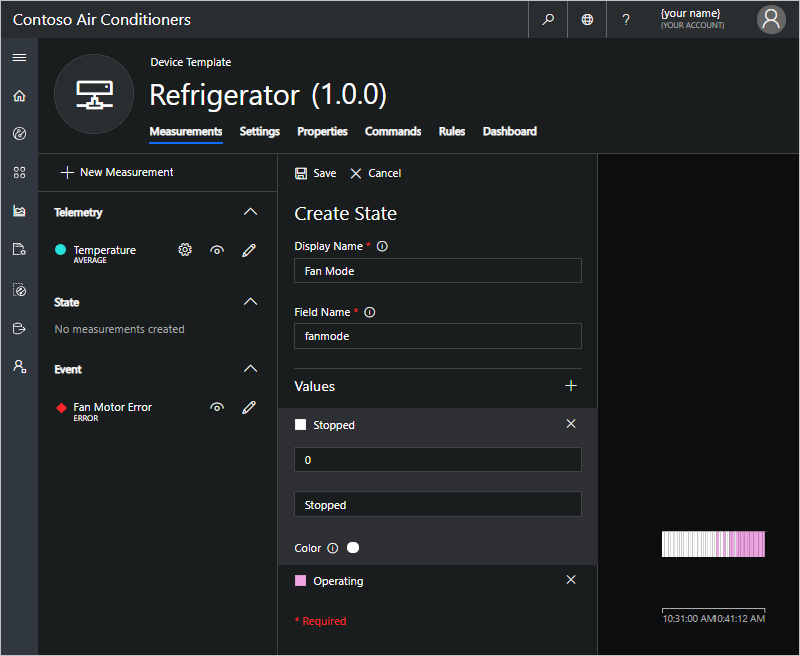 Contoso Air Conditioners
?
{your name}
(YOUR ACCOUNT)
Device Template
Refrigerator (1.0.0)
Measurements Settings Properties Commands Rules Dashboard
New Measurement
Telemetry
Temperature
AVERAGE
State
No measurements created
Event
Fan Motor Error
ERROR
Save Cancel
Create State
Display Name *
Fan Mode
Field Name *
fanmode
Values
Stopped
0
Stopped
Color
Operating
* Required
10:31:00 AM 10:41:12 AM